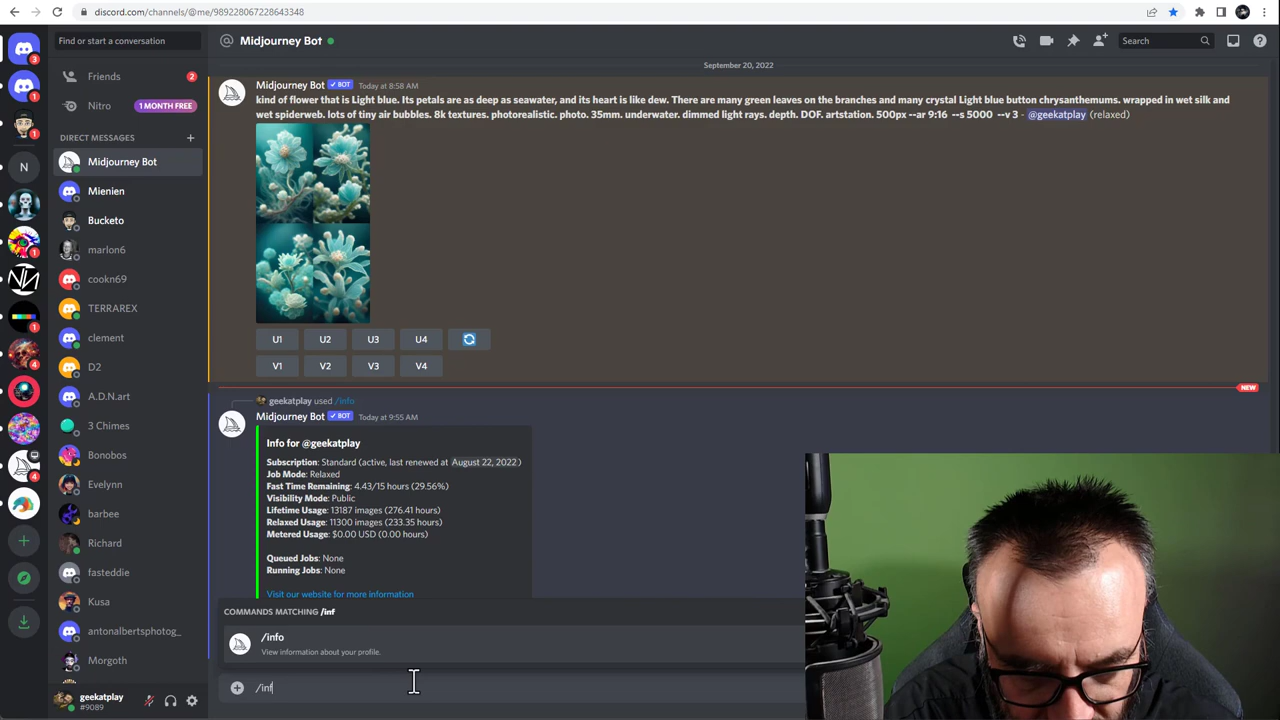 discord.com/channels/@me/989228067228643348
Find or start a conversation
Friends
2
Nitro
1 MONTH FREE
DIRECT MESSAGES
Midjourney Bot
Mienien
Bucketo
marlon6
cookn69
TERRAREX
clement
D2
A.D.N.art
3 Chimes
Bonobos
Evelynn
barbee
Richard
fasteddie
Kusa
antonalbertsphotog_
Morgoth
geekatplay
#9089
3
1
1
N
1
1
4
4
Midjourney Bot
Search
September 20, 2022
Midjourney Bot ✓ BOT Today at 8:58 AM
kind of flower that is Light blue. Its petals are as deep as seawater, and its heart is like dew. There are many green leaves on the branches and many crystal Light blue button chrysanthemums. wrapped in wet silk and
wet spiderweb. lots of tiny air bubbles. 8k textures. photorealistic. photo. 35mm. underwater. dimmed light rays. depth. DOF. artstation. 500px --ar 9:16 --s 5000 --v 3 - @geekatplay (relaxed)
U1 U2 U3 U4
V1 V2 V3 V4
NEW
geekatplay used /info
Midjourney Bot ✓ BOT Today at 9:55 AM
Info for @geekatplay
Subscription: Standard (active, last renewed at August 22, 2022)
Job Mode: Relaxed
Fast Time Remaining: 4.43/15 hours (29.56%)
Visibility Mode: Public
Lifetime Usage: 13187 images (276.41 hours)
Relaxed Usage: 11300 images (233.35 hours)
Metered Usage: $0.00 USD (0.00 hours)
Queued Jobs: None
Running Jobs: None
Visit our website for more information
COMMANDS MATCHING /inf
/info
View information about your profile.
/inf